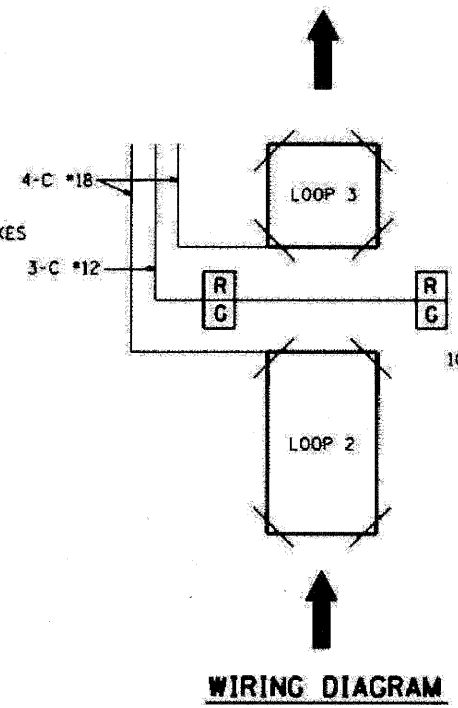 4-C #18
LOOP 3
3-C #12
R
G
R
G
LOOP 2
WIRING DIAGRAM